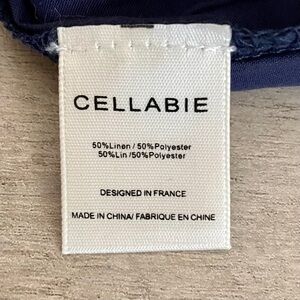 CELLABIE
50%Linen / 50%Polyester
50%Lin /50%Polyester
DESIGNED IN FRANCE
MADE IN CHINA/ FABRIQUE EN CHINE